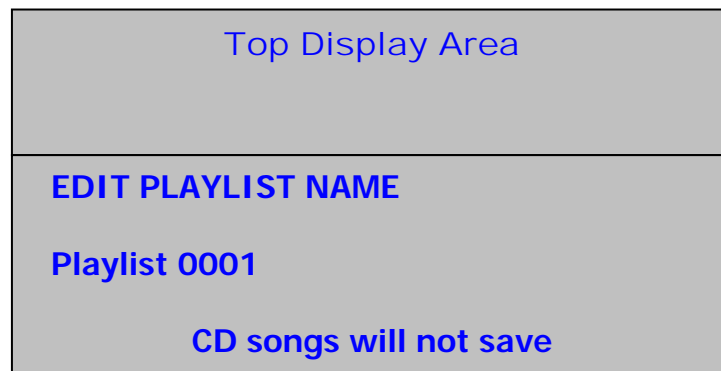 Top Display Area
EDIT PLAYLIST NAME
Playlist 0001
CD songs will not save